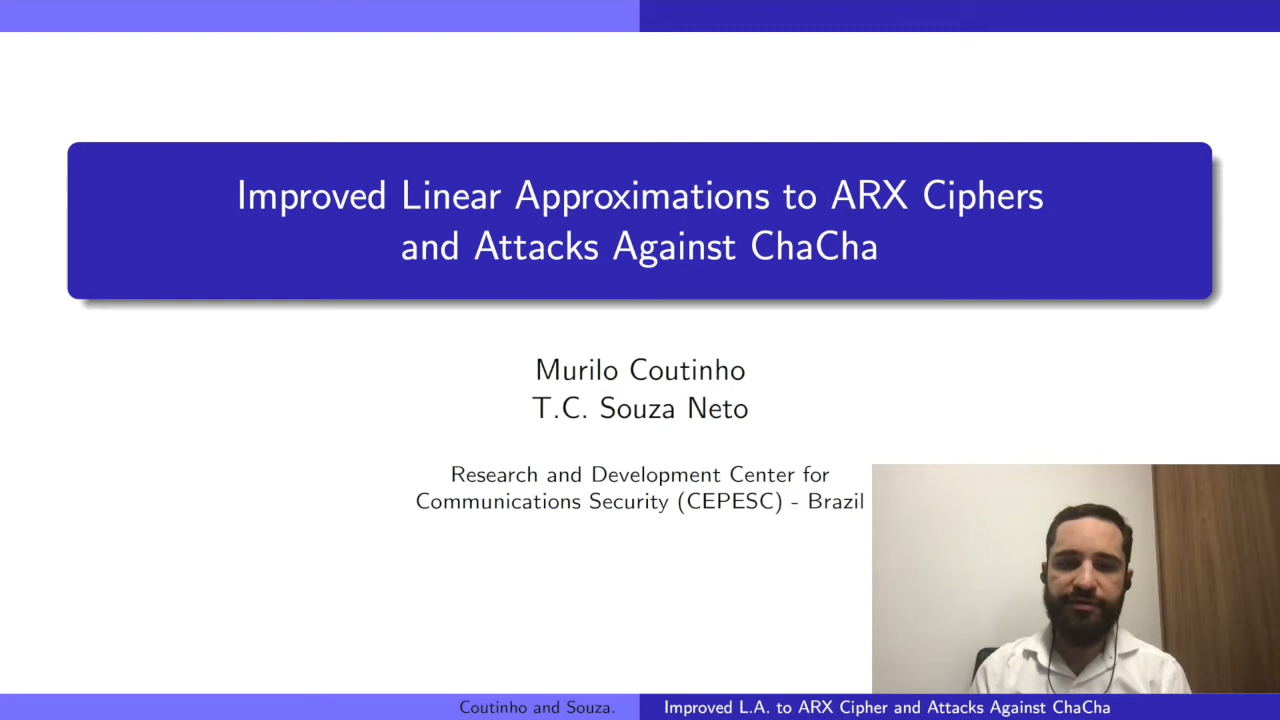 Improved Linear Approximations to ARX Ciphers
and Attacks Against ChaCha
Murilo Coutinho
T.C. Souza Neto
Research and Development Center for
Communications Security (CEPESC) - Brazil
Coutinho and Souza.
Improved L.A. to ARX Cipher and Attacks Against ChaCha